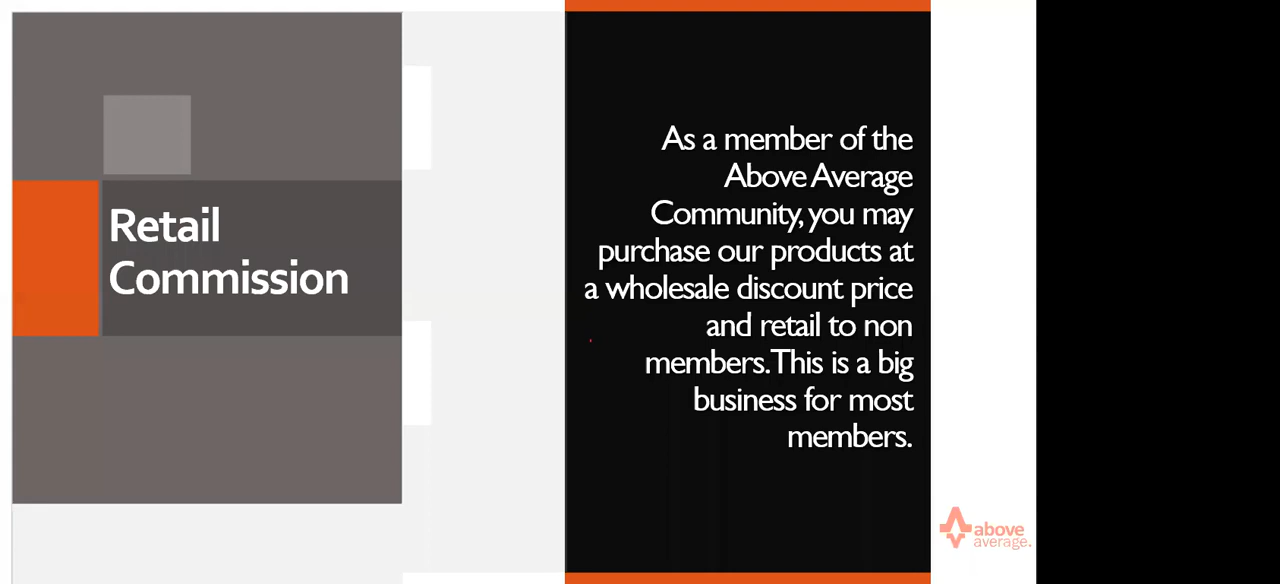 Retail
Commission
As a member of the
Above Average
Community, you may
purchase our products at
a wholesale discount price
and retail to non
members. This is a big
business for most
members.
above
average.